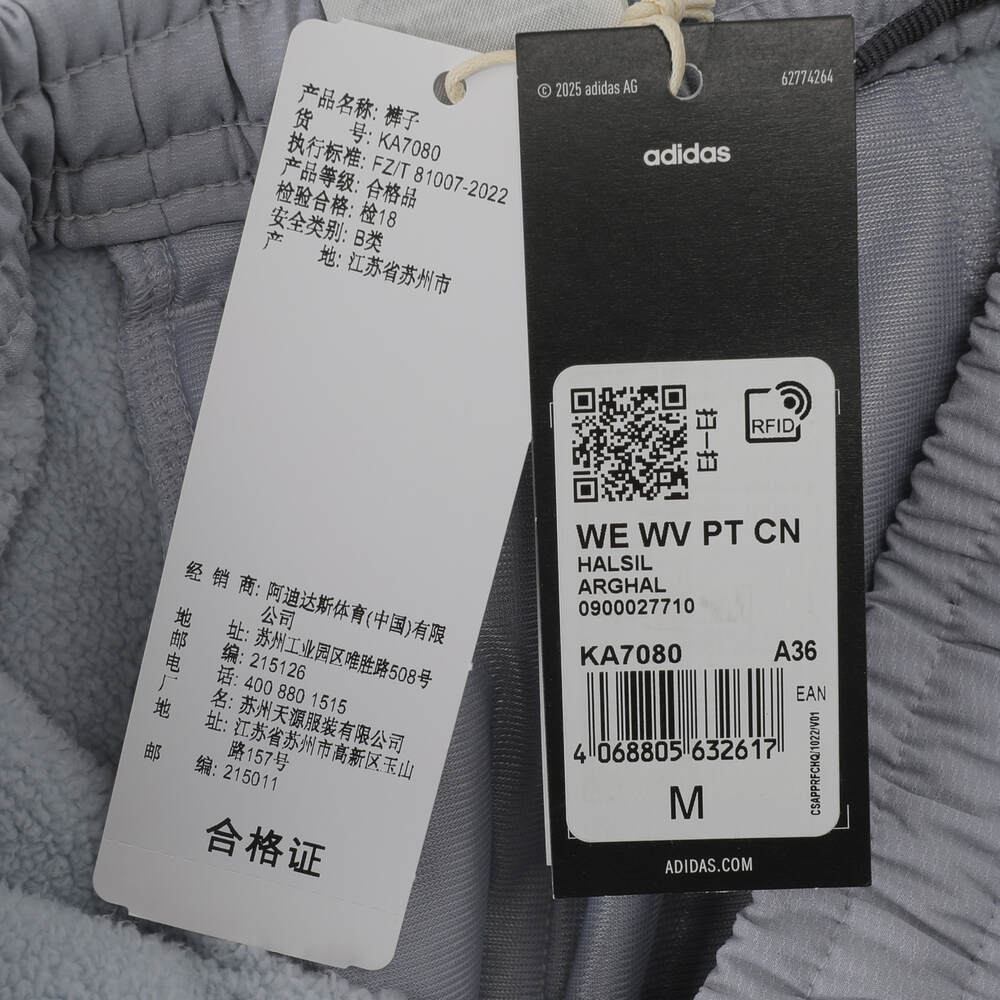 产品名称: 裤子
货 号: KA7080
执行标准: FZ/T 81007-2022
产品等级: 合格品
检验合格: 检18
安全类别: B类
产 地: 江苏省苏州市
经 销 商: 阿迪达斯体育(中国)有限
公司
地 址: 苏州工业园区唯胜路508号
邮 编: 215126
电 话: 400 880 1515
厂 名: 苏州天源服装有限公司
地 址: 江苏省苏州市高新区玉山
路157号
邮 编: 215011
合格证
© 2025 adidas AG
62774264
adidas
扫一扫
RFID
WE WV PT CN
HALSIL
ARGHAL
0900027710
KA7080 A36
EAN
4 068805 632617
CSAPPRFCHQ/1022/V01
M
ADIDAS.COM